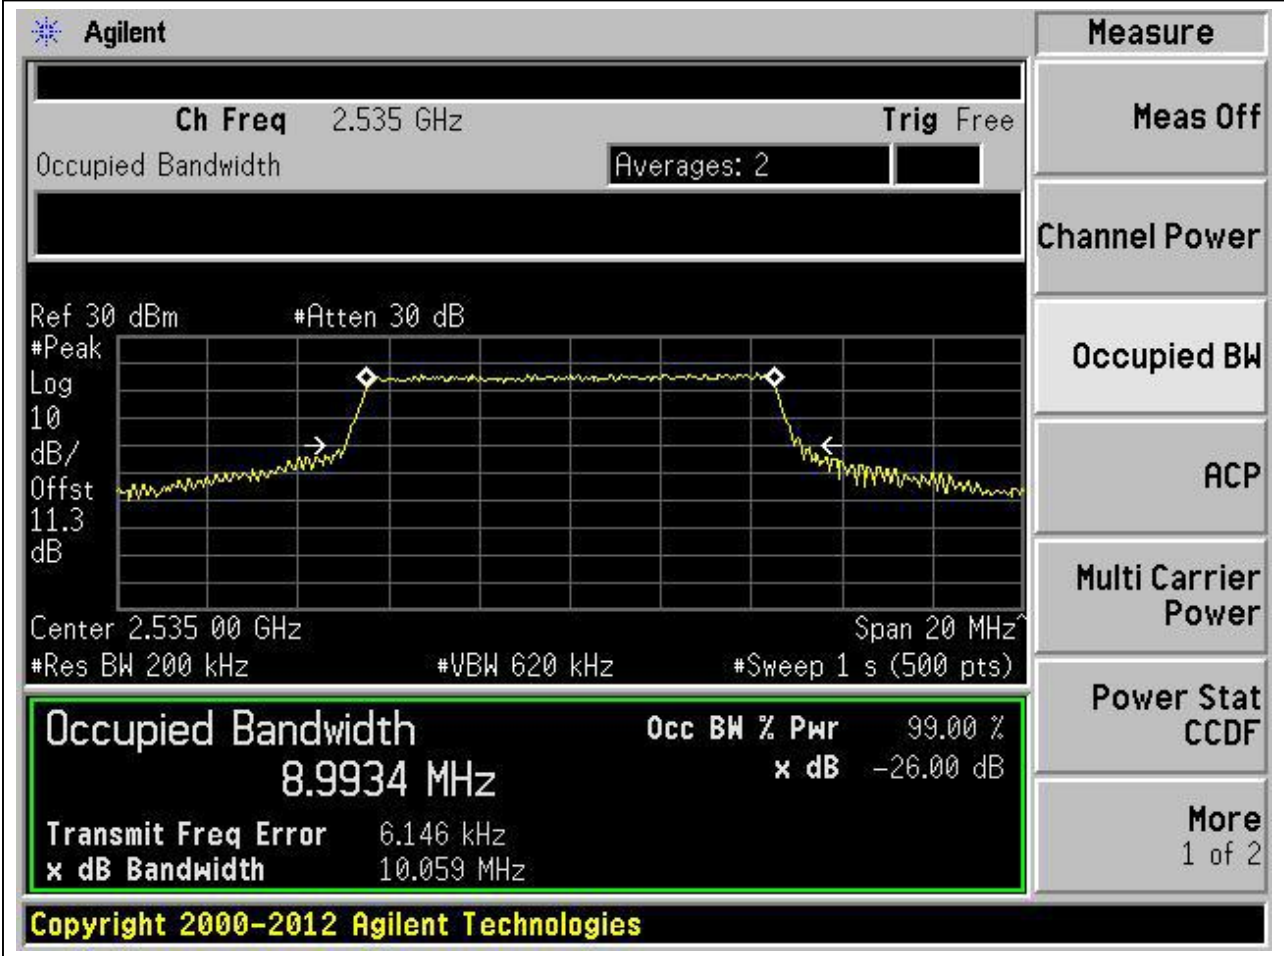 Agilent
Measure
Ch Freq 2.535 GHz Trig Free
Occupied Bandwidth Averages: 2
Meas Off
Channel Power
Occupied BW
ACP
Multi Carrier
Power
Power Stat
CCDF
More
1 of 2
Ref 30 dBm #Atten 30 dB
#Peak
Log
10
dB/
Offst
11.3
dB
Center 2.535 00 GHz Span 20 MHz^
#Res BW 200 kHz #VBW 620 kHz #Sweep 1 s (500 pts)
Occupied Bandwidth Occ BW % Pwr 99.00 %
8.9934 MHz x dB -26.00 dB
Transmit Freq Error 6.146 kHz
x dB Bandwidth 10.059 MHz
Copyright 2000-2012 Agilent Technologies